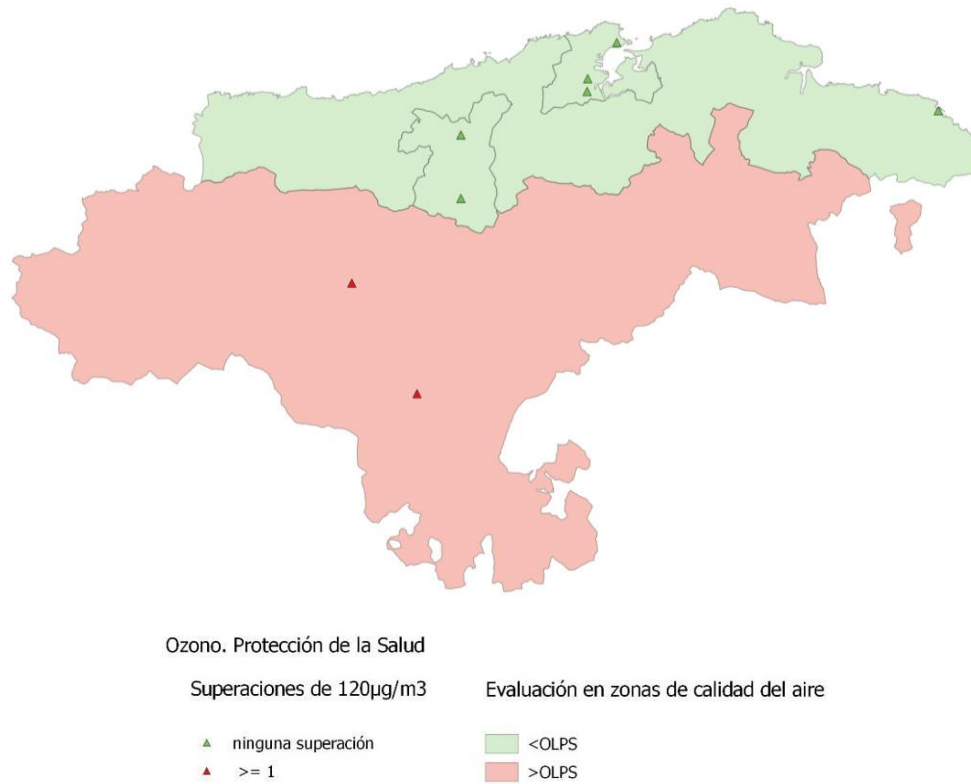 Ozono. Protección de la Salud
Superaciones de 120µg/m3
Evaluación en zonas de calidad del aire
ninguna superación
<OLPS
>= 1
>OLPS